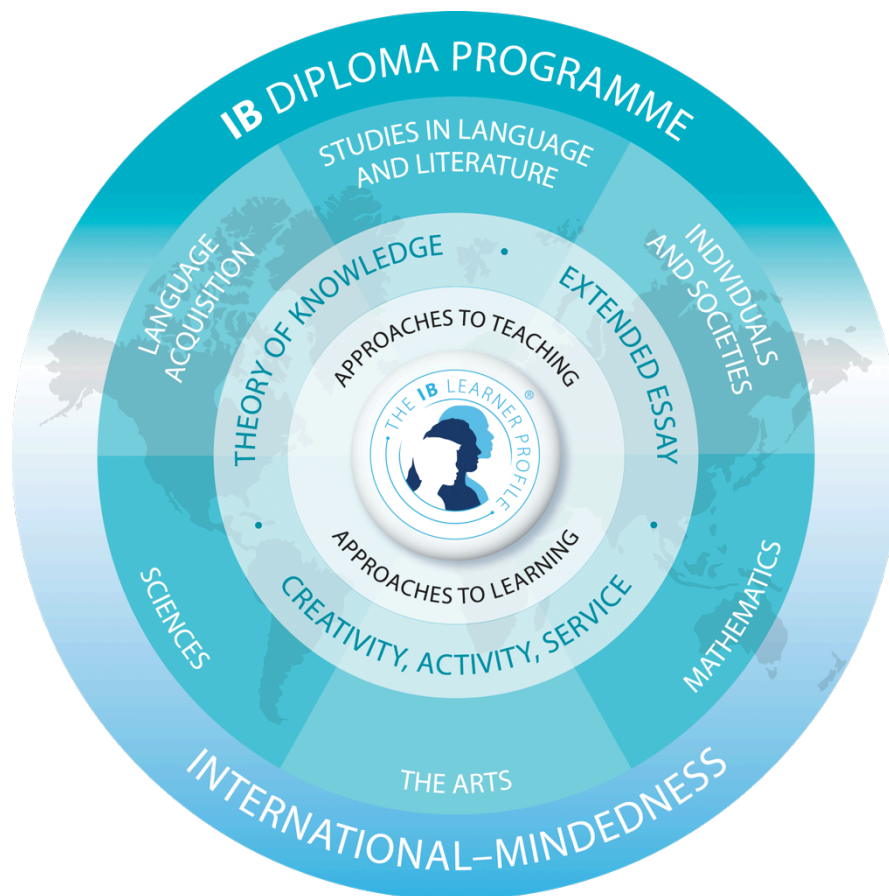 IB DIPLOMA PROGRAMME
STUDIES IN LANGUAGE
AND LITERATURE
LANGUAGE
ACQUISITION
INDIVIDUALS
AND SOCIETIES
THEORY OF KNOWLEDGE
EXTENDED ESSAY
APPROACHES TO TEACHING
THE IB LEARNER PROFILE
®
APPROACHES TO LEARNING
CREATIVITY, ACTIVITY, SERVICE
SCIENCES
MATHEMATICS
THE ARTS
INTERNATIONAL–MINDEDNESS